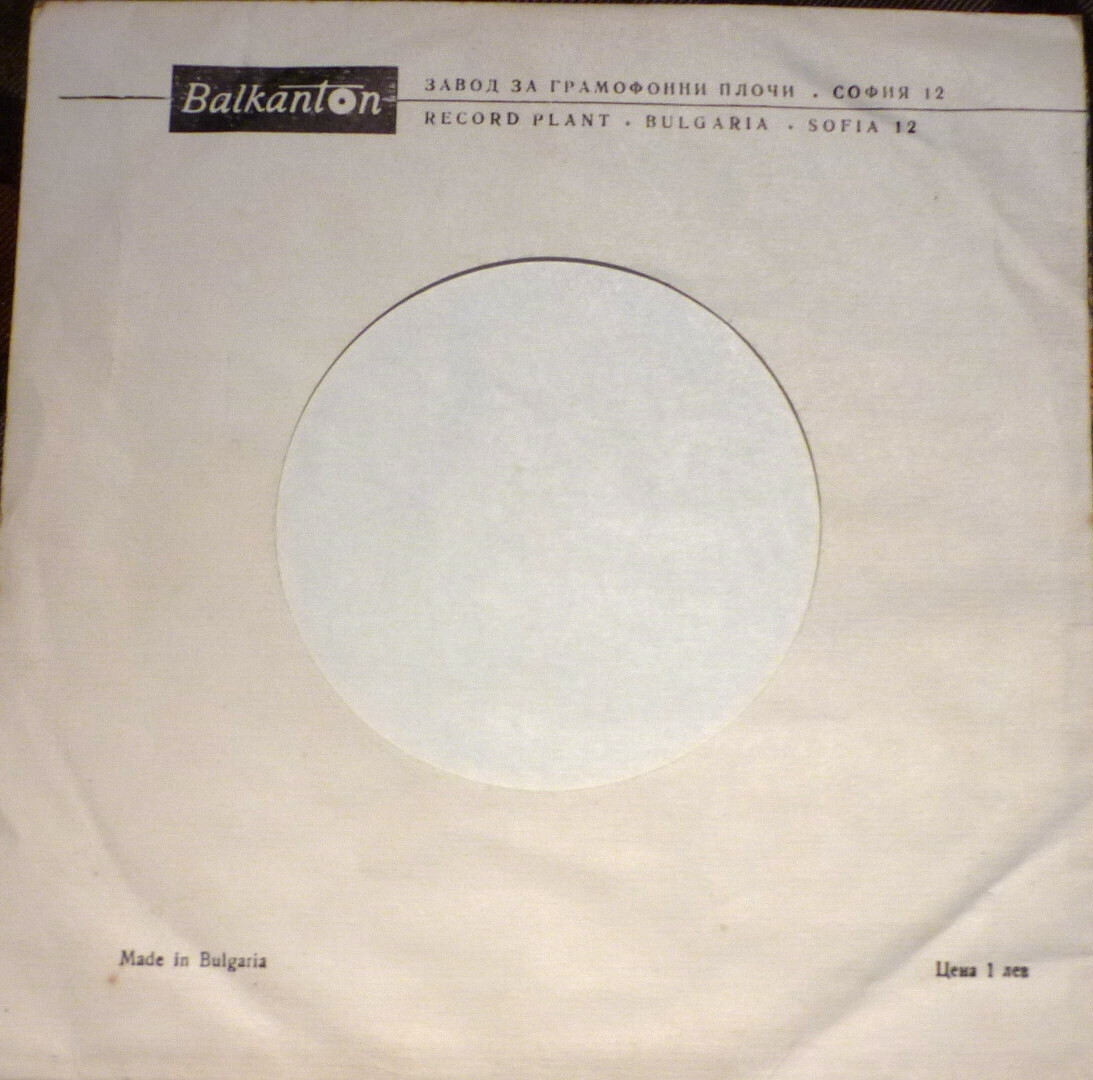 Balkanton
ЗАВОД ЗА ГРАМОФОННИ ПЛОЧИ . СОФИЯ 12
RECORD PLANT . BULGARIA . SOFIA 12
Made in Bulgaria
Цена 1 лев